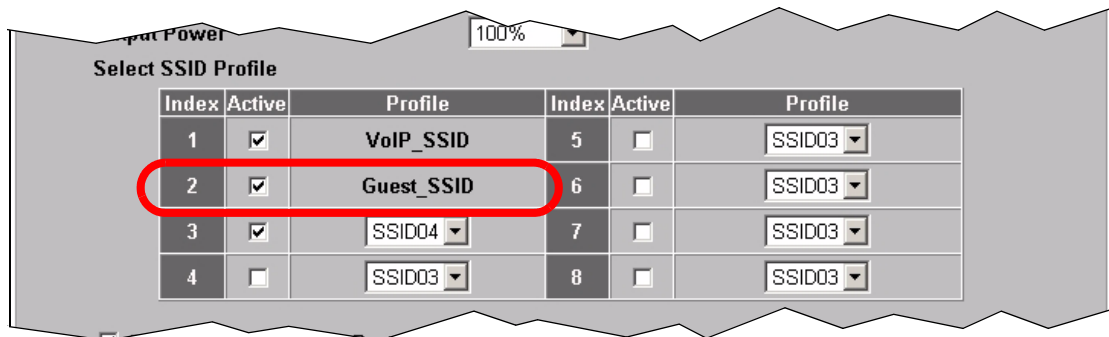 Power 100%
Select SSID Profile
Index Active Profile Index Active Profile
1 VoIP_SSID 5 SSID03
2 Guest_SSID 6 SSID03
3 SSID04 7 SSID03
4 SSID03 8 SSID03